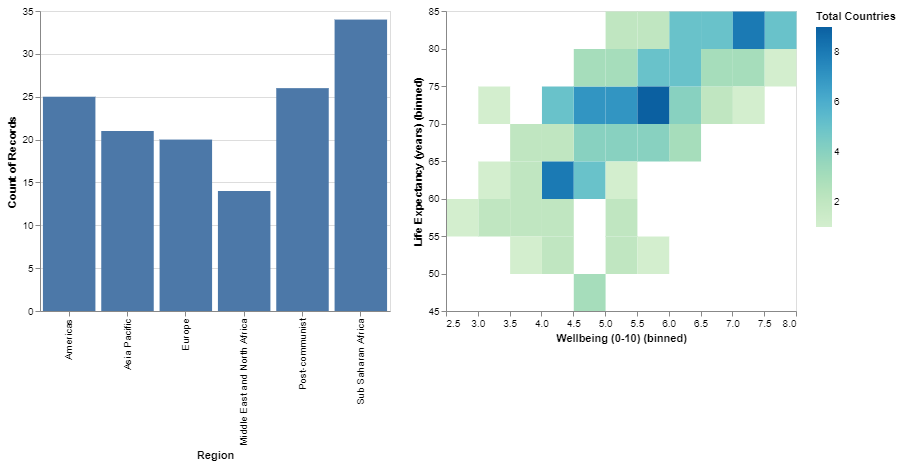 35
30
25
20
15
10
5
0
Count of Records
Americas
Asia Pacific
Europe
Middle East and North Africa
Post-communist
Sub Saharan Africa
Region
85
80
75
70
65
60
55
50
45
Life Expectancy (years) (binned)
2.5 3.0 3.5 4.0 4.5 5.0 5.5 6.0 6.5 7.0 7.5 8.0
Wellbeing (0-10) (binned)
Total Countries
8
6
4
2